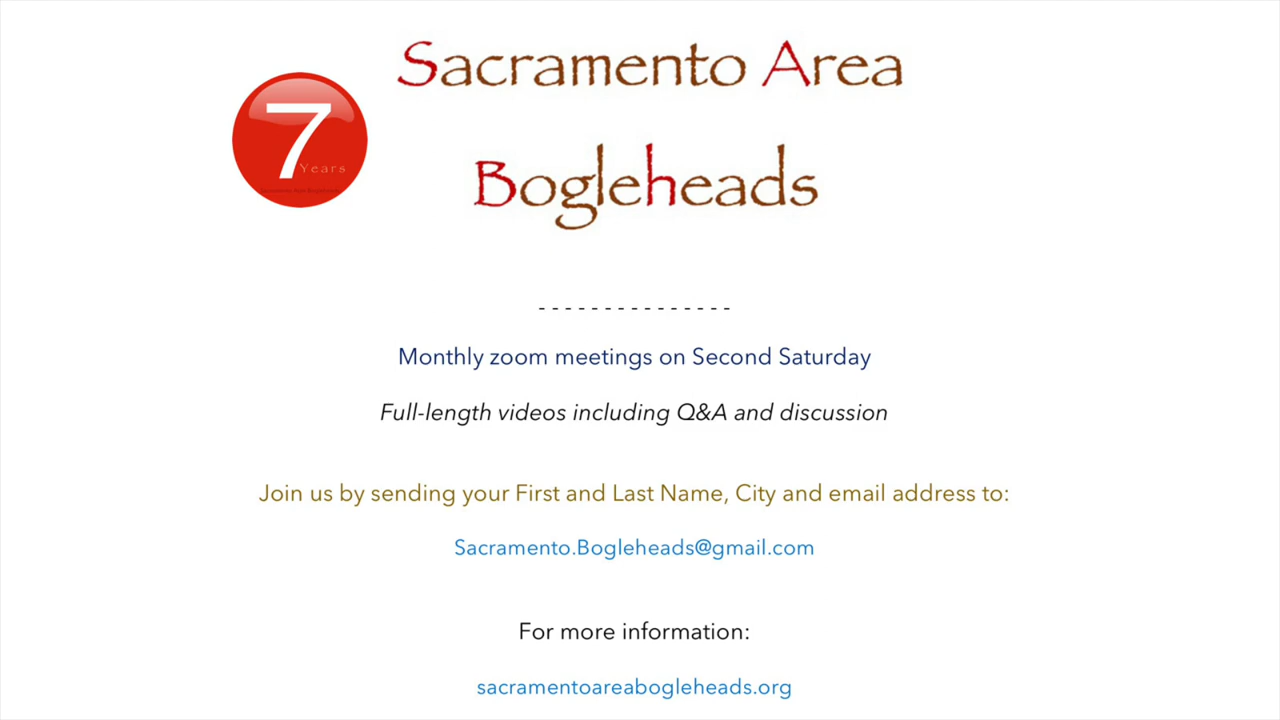 Sacramento Area
7
Years
Bogleheads
- - - - - - - - - - - - - - -
Monthly zoom meetings on Second Saturday
Full-length videos including Q&A and discussion
Join us by sending your First and Last Name, City and email address to:
Sacramento.Bogleheads@gmail.com
For more information:
sacramentoareabogleheads.org